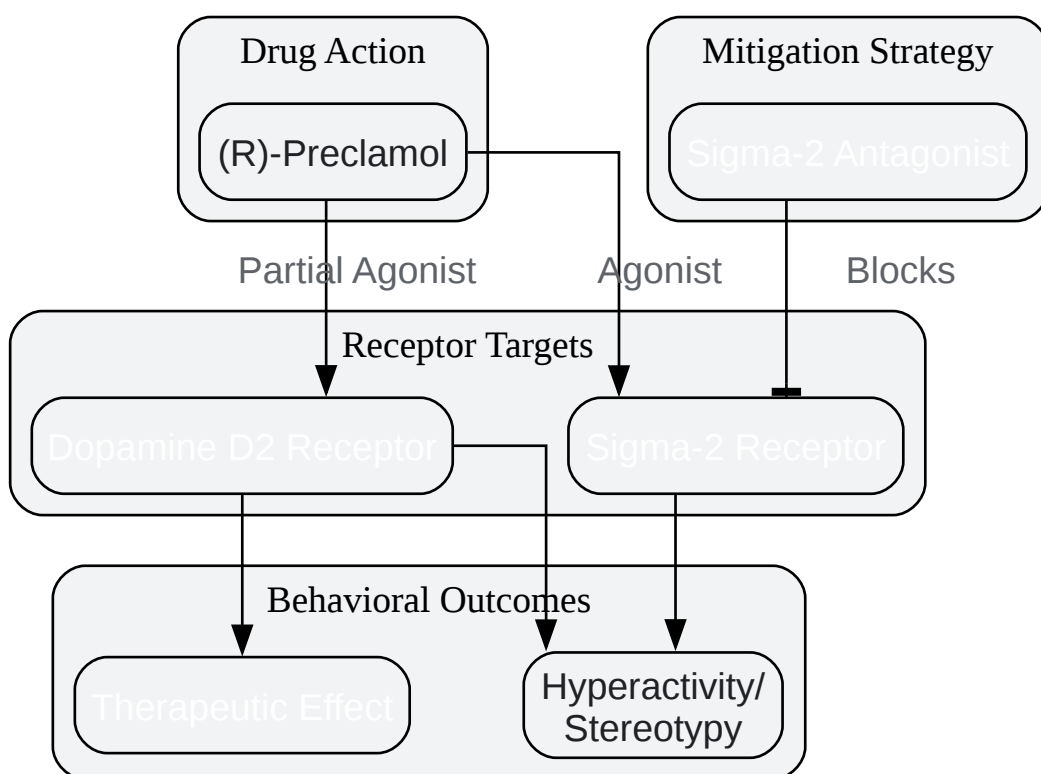 Drug Action
Mitigation Strategy
(R)-Preclamol
Sigma-2 Antagonist
Partial Agonist
Agonist
Blocks
Receptor Targets
Dopamine D2 Receptor
Sigma-2 Receptor
Behavioral Outcomes
Therapeutic Effect
Hyperactivity/
Stereotypy